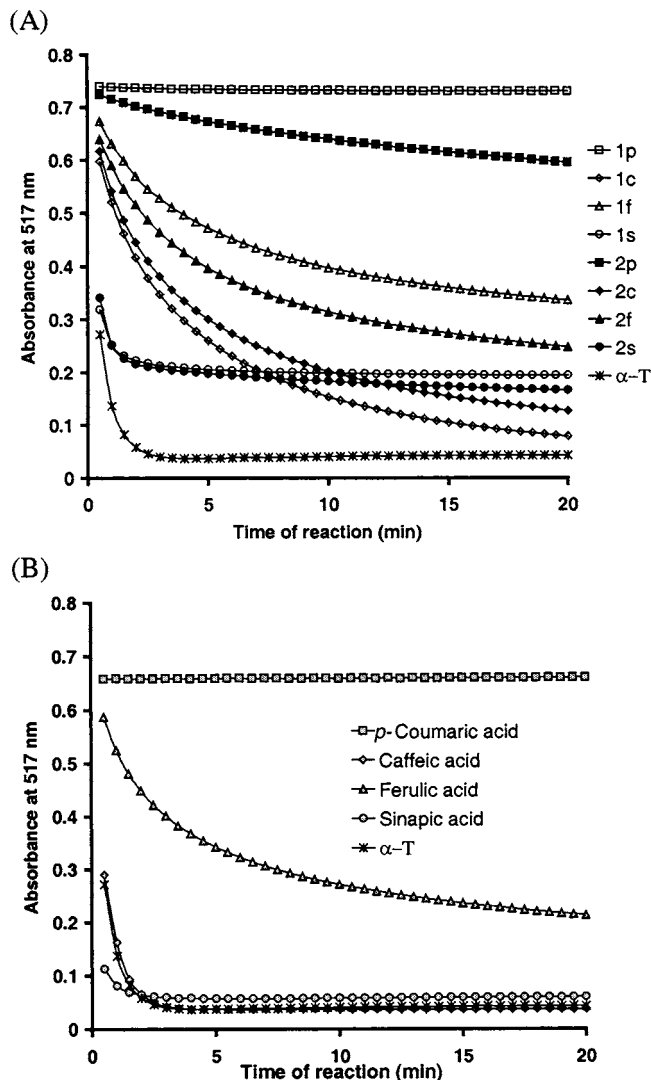 (A)
0.8
0.7
0.6
0.5
0.4
0.3
0.2
0.1
0
Absorbance at 517 nm
0 5 10 15 20
Time of reaction (min)
1p
1c
1f
1s
2p
2c
2f
2s
α-T
(B)
0.8
0.7
0.6
0.5
0.4
0.3
0.2
0.1
0
Absorbance at 517 nm
p-Coumaric acid
Caffeic acid
Ferulic acid
Sinapic acid
α-T
0 5 10 15 20
Time of reaction (min)